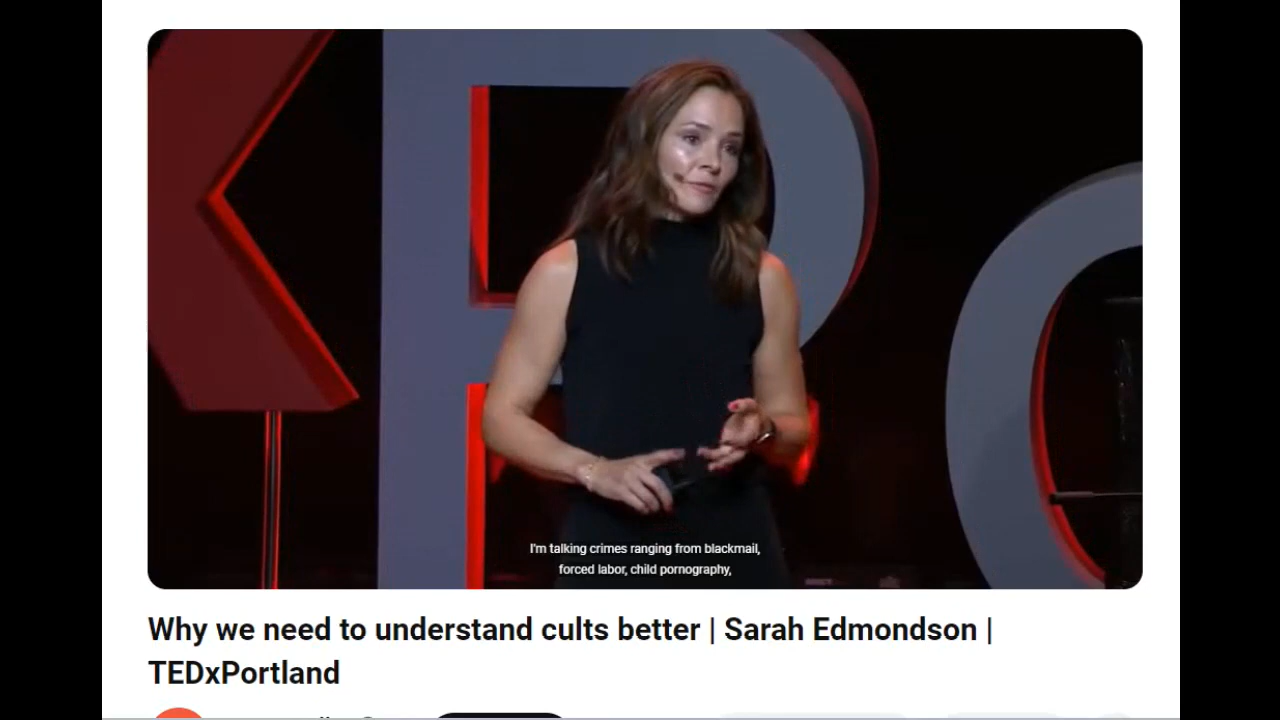 I'm talking crimes ranging from blackmail,
forced labor, child pornography,
Why we need to understand cults better | Sarah Edmondson |
TEDxPortland